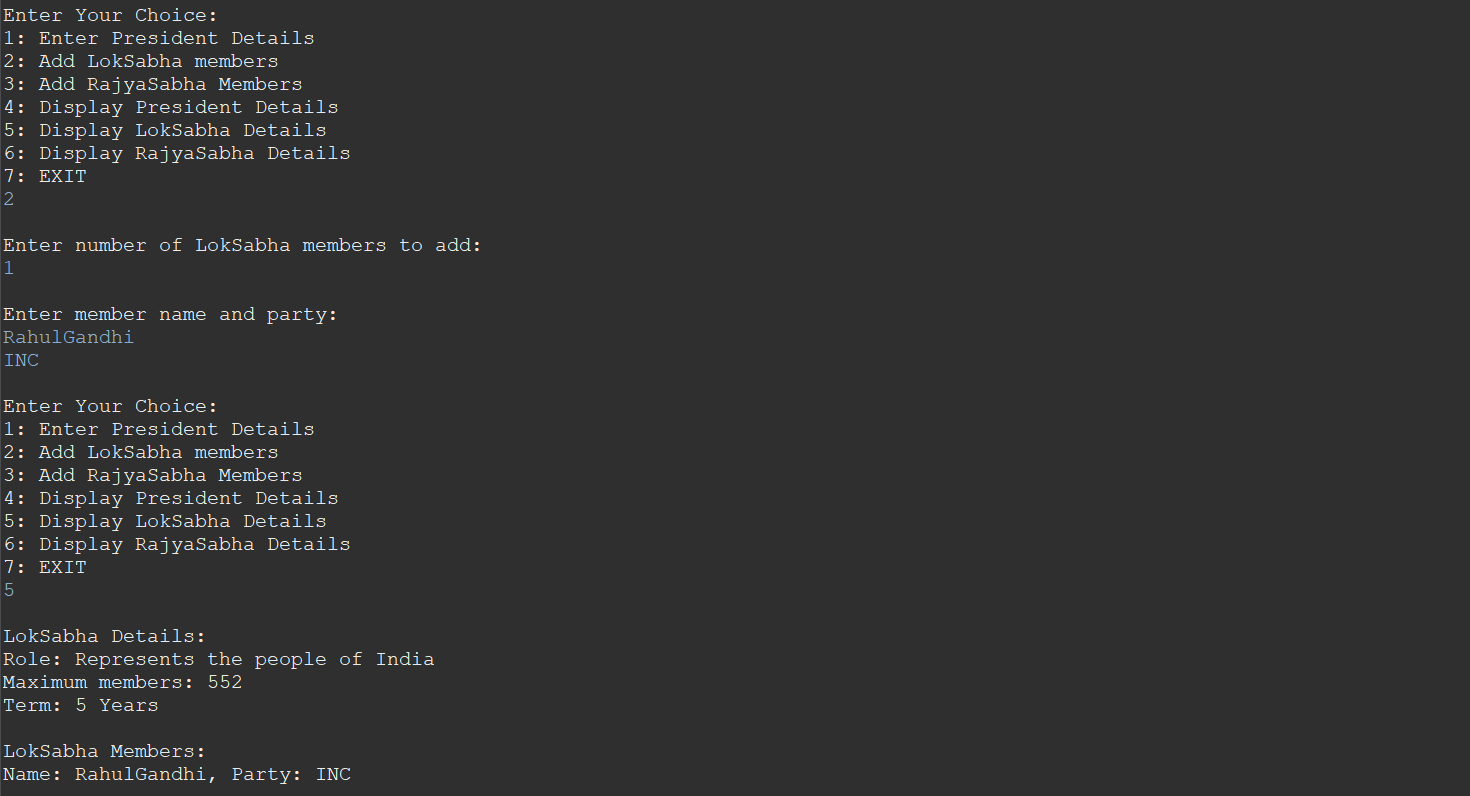 Enter Your Choice:
1: Enter President Details
2: Add LokSabha members
3: Add RajyaSabha Members
4: Display President Details
5: Display LokSabha Details
6: Display RajyaSabha Details
7: EXIT
2
Enter number of LokSabha members to add:
1
Enter member name and party:
RahulGandhi
INC
Enter Your Choice:
1: Enter President Details
2: Add LokSabha members
3: Add RajyaSabha Members
4: Display President Details
5: Display LokSabha Details
6: Display RajyaSabha Details
7: EXIT
5
LokSabha Details:
Role: Represents the people of India
Maximum members: 552
Term: 5 Years
LokSabha Members:
Name: RahulGandhi, Party: INC